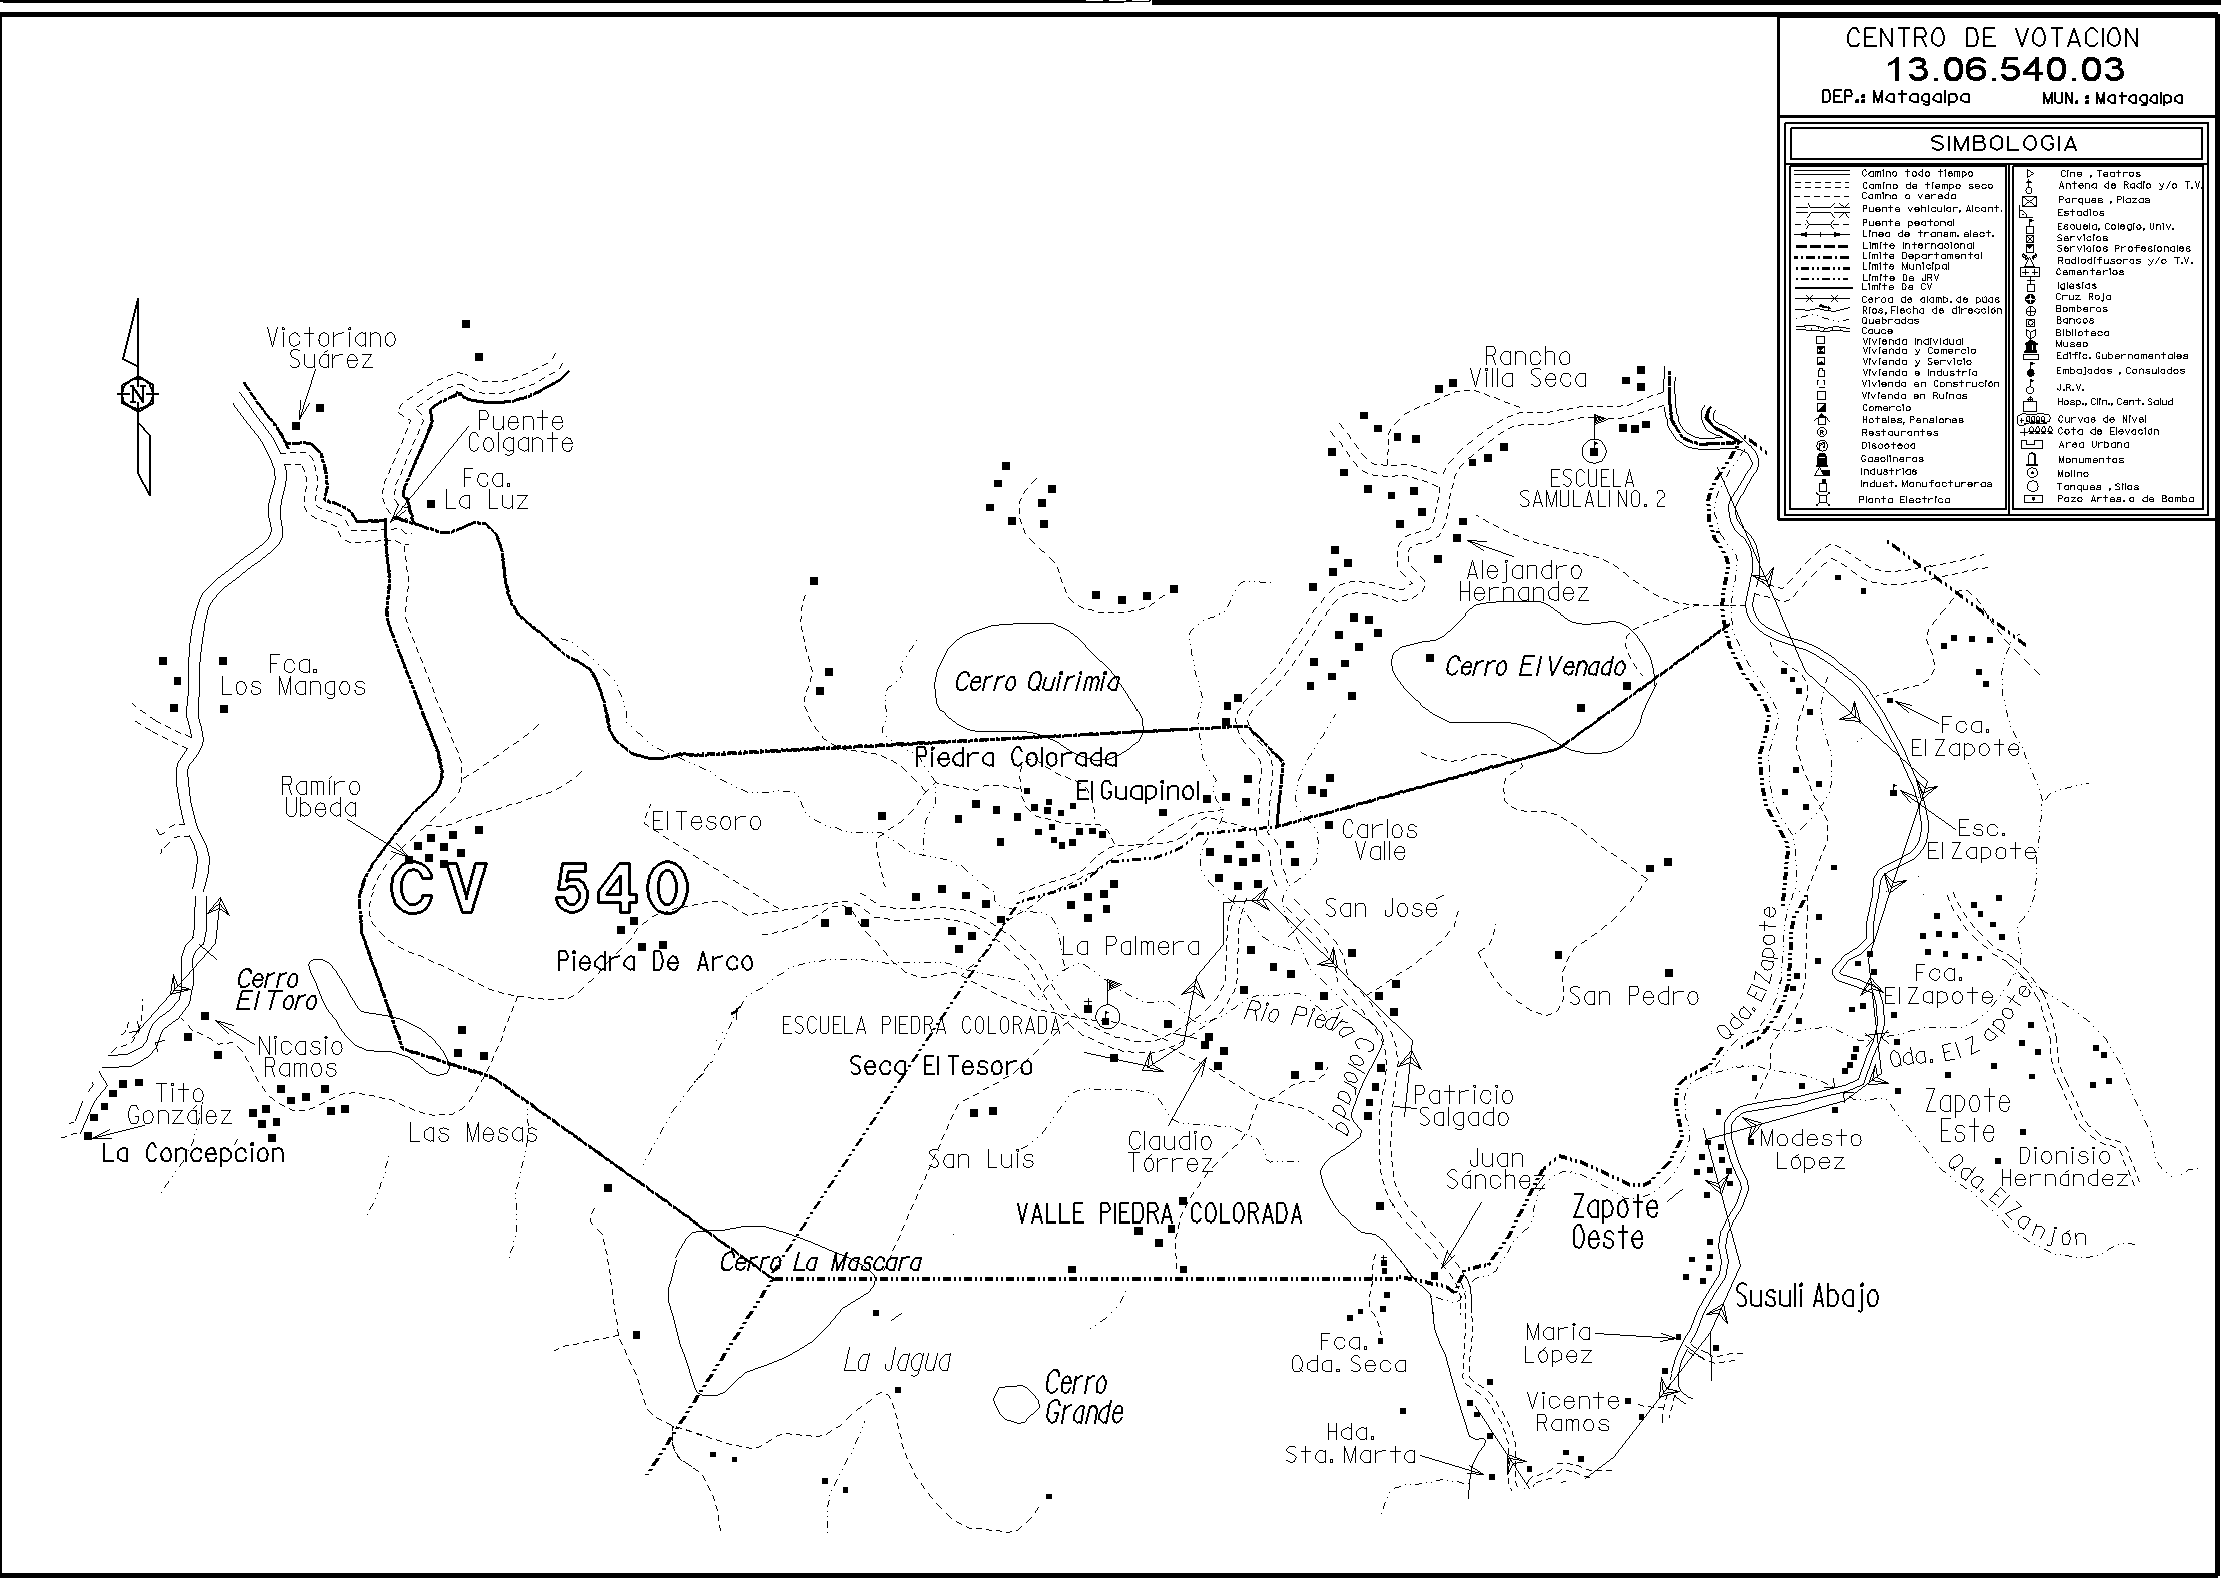 CENTRO DE VOTACION
13.06.540.03
DEP.: Matagalpa MUN.: Matagalpa
SIMBOLOGIA
Camino todo tiempo
Camino de tiempo seco
Camino o vereda
Puente vehicular, Alcant.
Puente peatonal
Linea de transm. elect.
Limite Internacional
Limite Departamental
Limite Municipal
Limite De JRV
Limite De CV
Cerca de alamb. de púas
Rios, Flecha de dirección
Quebradas
Cauce
Vivienda Individual
Vivienda y Comercio
Vivienda y Servicio
Vivienda e Industria
Vivienda en Construción
Vivienda en Ruinas
Comercio
Hoteles, Pensiones
Restaurantes
Discoteca
Gasolineras
Industrias
Indust. Manufactureras
Planta Electrica
Cine , Teatros
Antena de Radio y/o T.V.
Parques , Plazas
Estadios
Escuela, Colegio, Univ.
Servicios
Servicios Profesionales
Radiodifusoras y/o T.V.
Cementerios
Iglesias
Cruz Roja
Bomberos
Bancos
Biblioteca
Museo
Edific. Gubernamentales
Embajadas , Consulados
J.R.V.
Hosp., Clin., Cent. Salud
Curvas de Nivel
Cota de Elevación
Area Urbana
Monumentos
Molino
Tanques , Silos
Pozo Artes. o de Bomba
N
Victoriano
Suárez
Puente
Colgante
Fca.
La Luz
Rancho
Villa Seca
ESCUELA
SAMULALI NO. 2
Alejandro
Hernandez
Fca.
Los Mangos
Cerro Quirimia
Cerro El Venado
Fca.
El Zapote
Piedra Colorada
El Guapinol
Ramíro
Ubeda
El Tesoro
Carlos
Valle
Esc.
El Zapote
CV 540
San Jose
La Palmera
Piedra De Arco
Cerro
El Toro
San Pedro
Qda. El Zapote
Fca.
El Zapote
Rio Piedra Colorada
ESCUELA PIEDRA COLORADA
Nicasio
Ramos
Seca El Tesoro
Qda. El Zapote
Tito
González
La Concepcion
Las Mesas
Patricio
Salgado
Zapote
Este
San Luis
Claudio
Tórrez
Juan
Sánchez
Modesto
López
Dionisio
Hernández
Qda. El Zanjón
VALLE PIEDRA COLORADA
Zapote
Oeste
Cerro La Mascara
Susuli Abajo
Maria
López
Fca.
Qda. Seca
La Jagua
Cerro
Grande
Vicente
Ramos
Hda.
Sta. Marta